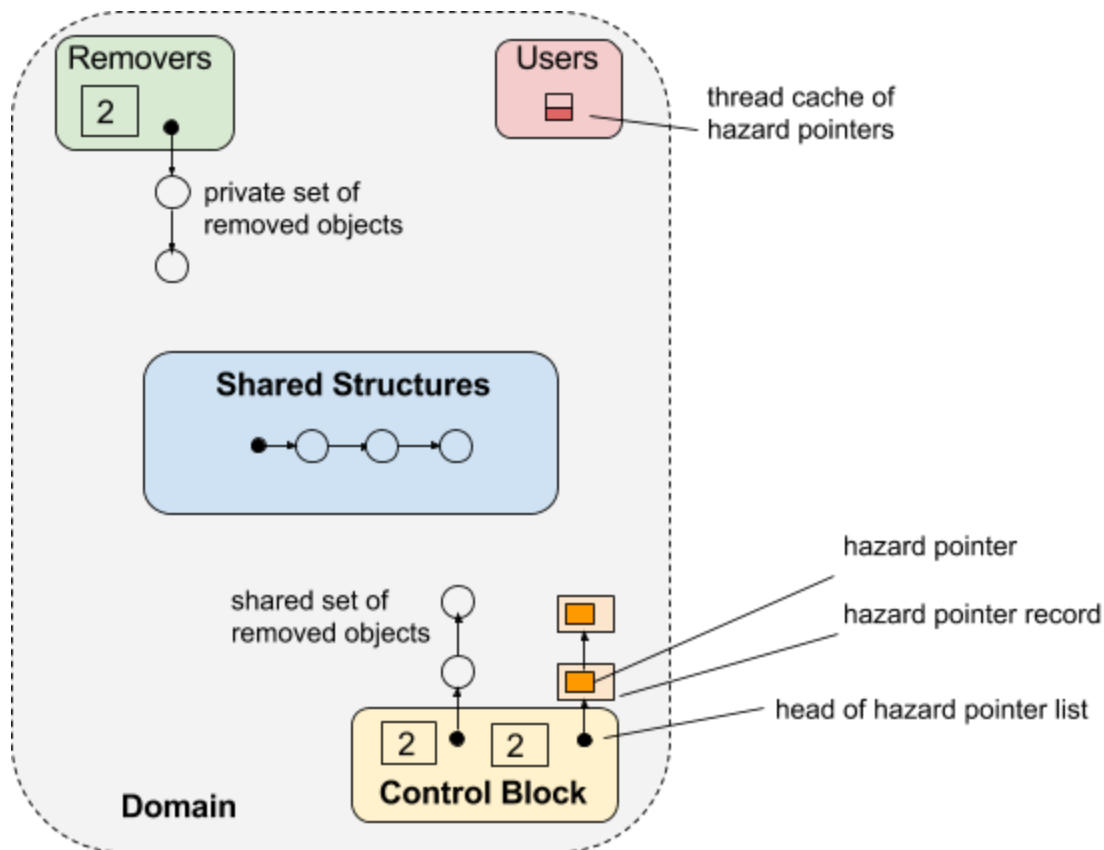 Removers
2
Users
thread cache of
hazard pointers
private set of
removed objects
Shared Structures
hazard pointer
shared set of
removed objects
hazard pointer record
head of hazard pointer list
2
2
Control Block
Domain